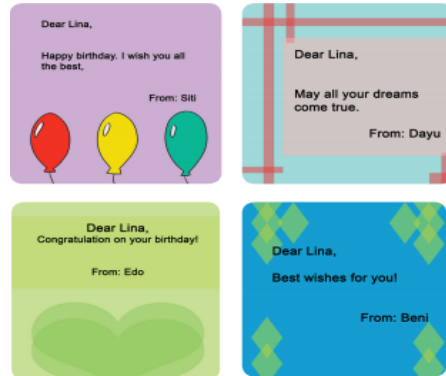 Dear Lina,
Happy birthday. I wish you all
the best,
From: Siti
Dear Lina,
May all your dreams
come true.
From: Dayu
Dear Lina,
Congratulation on your birthday!
From: Edo
Dear Lina,
Best wishes for you!
From: Beni